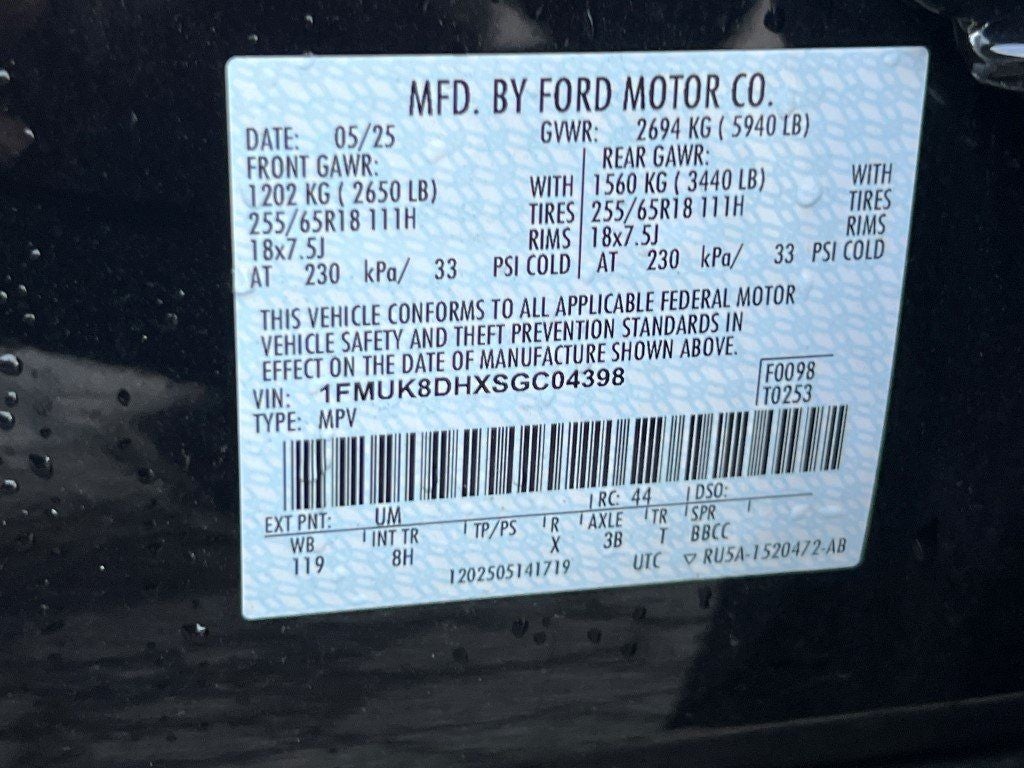 MFD. BY FORD MOTOR CO.
DATE: 05/25 GVWR: 2694 KG ( 5940 LB)
FRONT GAWR: REAR GAWR:
1202 KG ( 2650 LB) WITH 1560 KG ( 3440 LB) WITH
255/65R18 111H TIRES 255/65R18 111H TIRES
18x7.5J RIMS 18x7.5J RIMS
AT 230 kPa/ 33 PSI COLD AT 230 kPa/ 33 PSI COLD
THIS VEHICLE CONFORMS TO ALL APPLICABLE FEDERAL MOTOR
VEHICLE SAFETY AND THEFT PREVENTION STANDARDS IN
EFFECT ON THE DATE OF MANUFACTURE SHOWN ABOVE.
VIN: 1FMUK8DHXSGC04398 F0098
TYPE: MPV T0253
EXT PNT: UM RC: 44 DSO:
WB INT TR TP/PS R AXLE TR SPR
119 8H X 3B T BBCC
1202505141719 UTC ▽ RU5A-1520472-AB